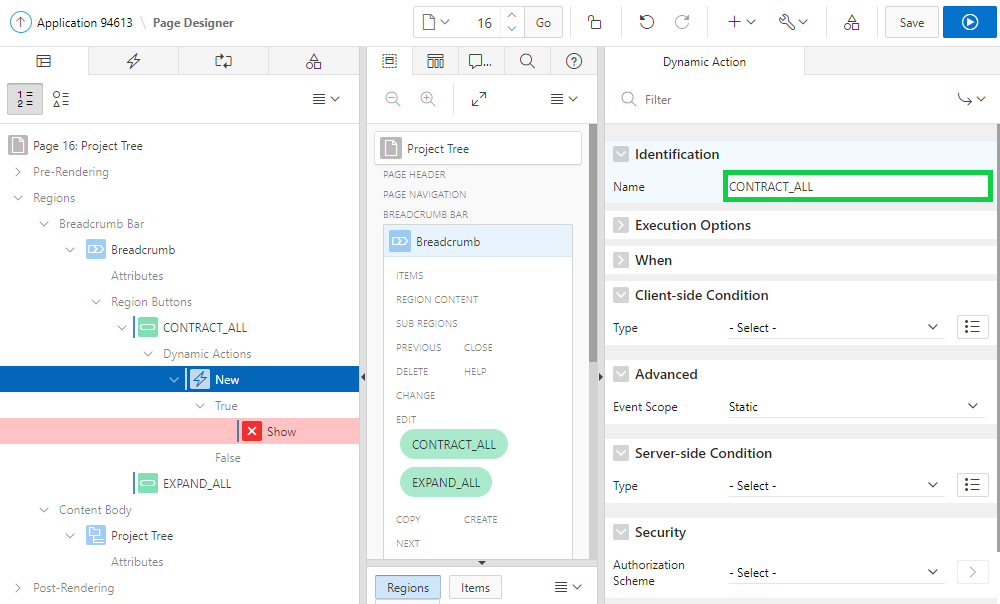 Application 94613 \ Page Designer
16
Go
Save
Dynamic Action
1
2
Filter
Page 16: Project Tree
Pre-Rendering
Regions
Breadcrumb Bar
Breadcrumb
Attributes
Region Buttons
CONTRACT_ALL
Dynamic Actions
New
True
Show
False
EXPAND_ALL
Content Body
Project Tree
Attributes
Post-Rendering
Project Tree
PAGE HEADER
PAGE NAVIGATION
BREADCRUMB BAR
Breadcrumb
ITEMS
REGION CONTENT
SUB REGIONS
PREVIOUS CLOSE
DELETE HELP
CHANGE
EDIT
CONTRACT_ALL
EXPAND_ALL
COPY CREATE
NEXT
Regions Items
Identification
Name CONTRACT_ALL
Execution Options
When
Client-side Condition
Type - Select -
Advanced
Event Scope Static
Server-side Condition
Type - Select -
Security
Authorization
Scheme - Select -